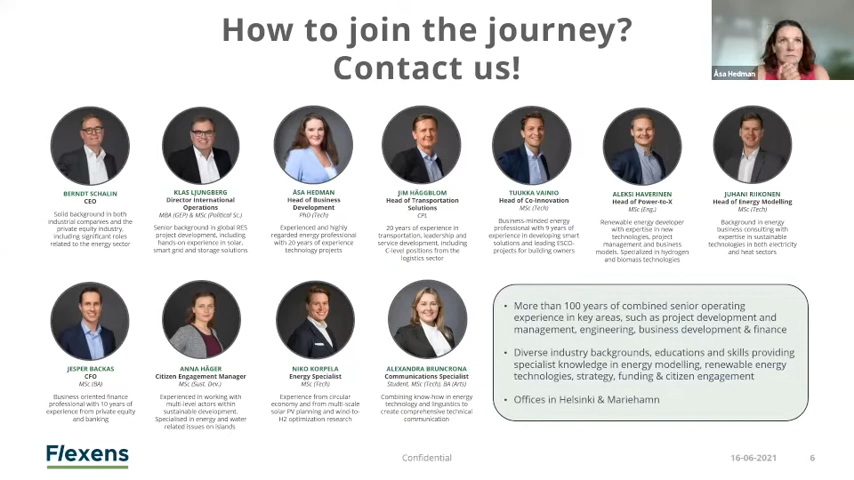 How to join the journey?
Contact us!
Åsa Hedman
BERNDT SCHALIN
CEO
Solid background in both
industrial companies and the
private equity industry,
including significant roles
related to the energy sector
KLAS LJUNGBERG
Director International
Operations
MBA (GEP) & MSc (Political Sc.)
Senior background in global RES
project development, including,
hands-on experience in solar,
smart grid and storage solutions
ÅSA HEDMAN
Head of Business
Development
PhD (Tech)
Experienced and highly
regarded energy professional
with 20 years of experience
technology projects
JIM HÄGGBLOM
Head of Transportation
Solutions
CPL
20 years of experience in
transportation, leadership and
service development, including
C-level positions from the
logistics sector
TUUKKA VAINIO
Head of Co-innovation
MSc (Tech)
Business-minded energy
professional with 9 years of
experience in developing smart
solutions and leading ESCO-
projects for building owners
ALEKSI HAVERINEN
Head of Power-to-X
MSc (Eng.)
Renewable energy developer
with expertise in new
technologies, project
management and business
models. Specialized in hydrogen
and biomass technologies
JUHANI RIIKONEN
Head of Energy Modelling
MSc (Tech)
Background in energy
business consulting with
expertise in sustainable
technologies in both electricity
and heat sectors
JESPER BACKAS
CFO
MSc (BA)
Business oriented finance
professional with 10 years of
experience from private equity
and banking
ANNA HÄGER
Citizen Engagement Manager
MSc (Sust. Dev.)
Experienced in working with
multi-level actors within
sustainable development.
Specialised in energy and water
related issues on islands
NIKO KORPELA
Energy Specialist
MSc (Tech)
Experience from circular
economy and from multi-scale
solar PV planning and wind-to-
H2 optimization research
ALEXANDRA BRUNCRONA
Communications Specialist
Student, MSc (Tech), BA (Arts)
Combining know-how in energy
technology and linguistics to
create comprehensive technical
communication
• More than 100 years of combined senior operating
experience in key areas, such as project development and
management, engineering, business development & finance
• Diverse industry backgrounds, educations and skills providing
specialist knowledge in energy modelling, renewable energy
technologies, strategy, funding & citizen engagement
• Offices in Helsinki & Mariehamn
Flexens
Confidential
16-06-2021
6